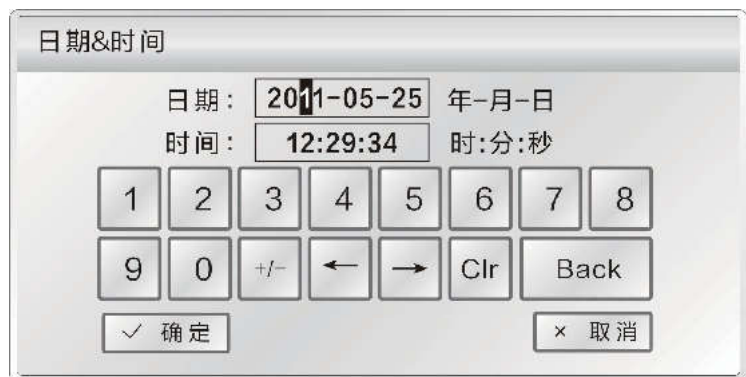 日期&时间
日期： 2011-05-25 年-月-日
时间： 12:29:34 时:分:秒
1 2 3 4 5 6 7 8
9 0 +/- ← → Clr Back
✓ 确定 × 取消